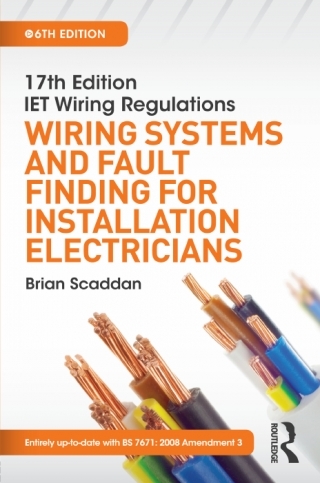 6TH EDITION
17th Edition
IET Wiring Regulations
WIRING SYSTEMS
AND FAULT
FINDING FOR
INSTALLATION
ELECTRICIANS
Brian Scaddan
Entirely up-to-date with BS 7671: 2008 Amendment 3
R
ROUTLEDGE